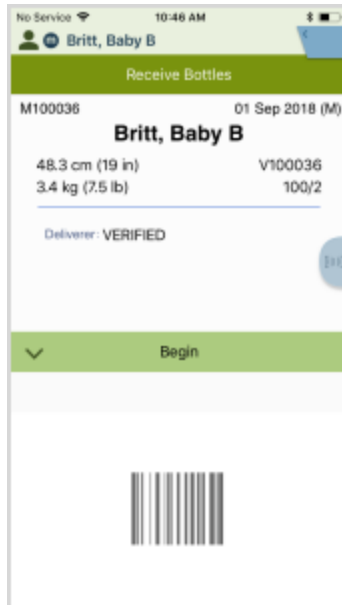 No Service 10:46 AM
Britt, Baby B
Receive Bottles
M100036 01 Sep 2018 (M)
Britt, Baby B
48.3 cm (19 in) V100036
3.4 kg (7.5 lb) 100/2
Deliverer: VERIFIED
Begin